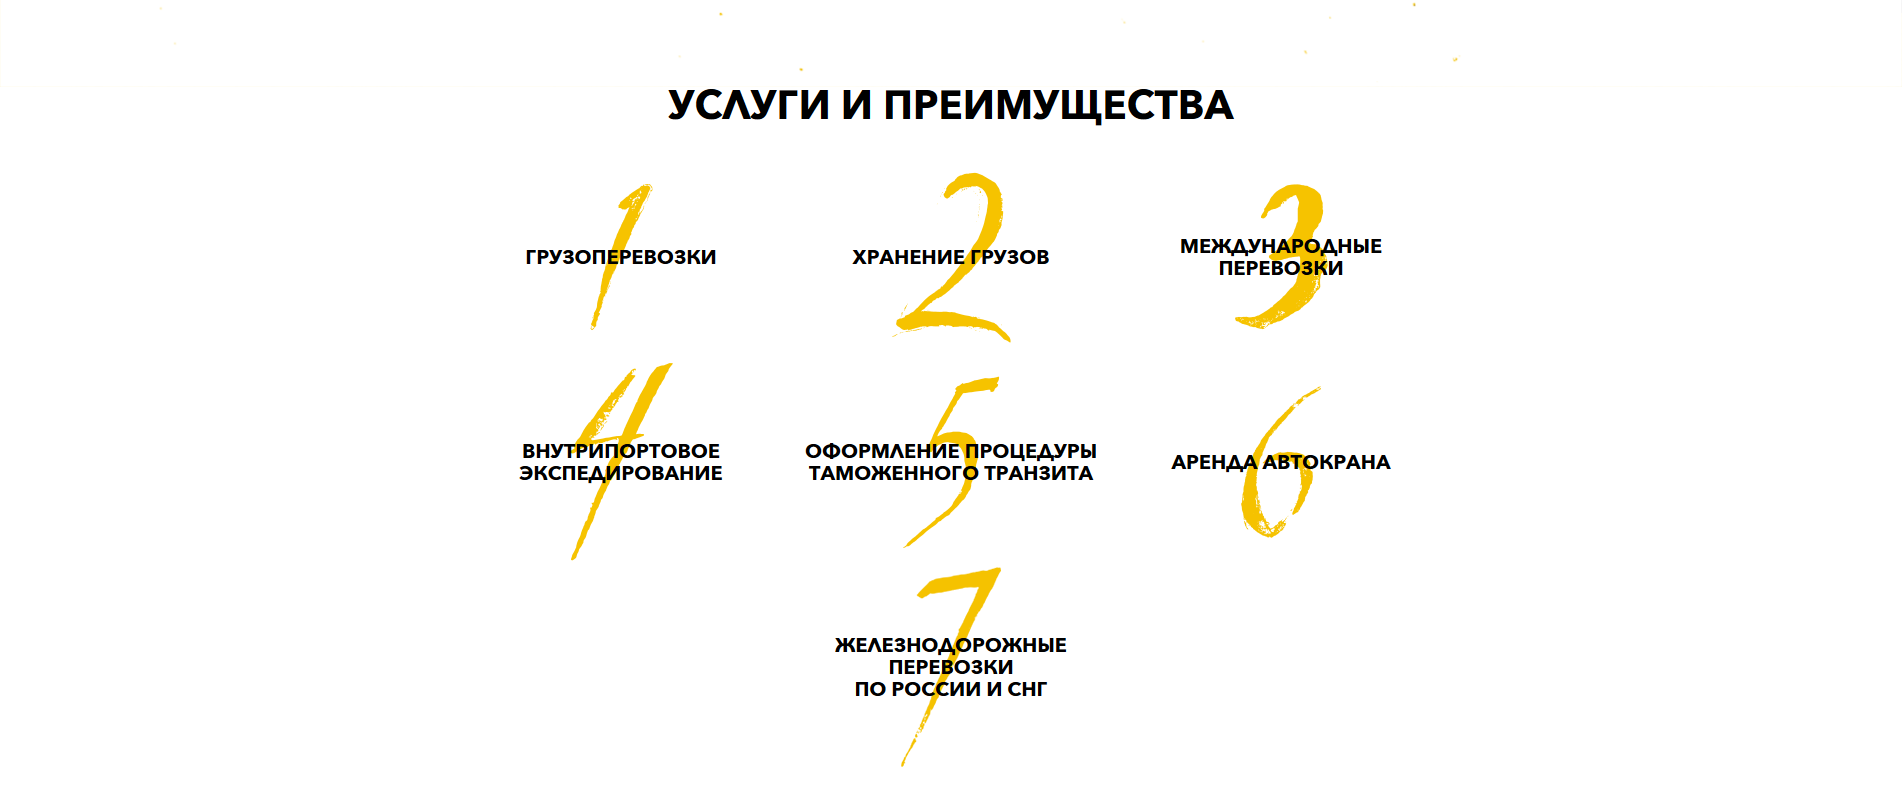 УСЛУГИ И ПРЕИМУЩЕСТВА
1
ГРУЗОПЕРЕВОЗКИ
2
ХРАНЕНИЕ ГРУЗОВ
3
МЕЖДУНАРОДНЫЕ
ПЕРЕВОЗКИ
4
ВНУТРИПОРТОВОЕ
ЭКСПЕДИРОВАНИЕ
5
ОФОРМЛЕНИЕ ПРОЦЕДУРЫ
ТАМОЖЕННОГО ТРАНЗИТА
6
АРЕНДА АВТОКРАНА
7
ЖЕЛЕЗНОДОРОЖНЫЕ
ПЕРЕВОЗКИ
ПО РОССИИ И СНГ